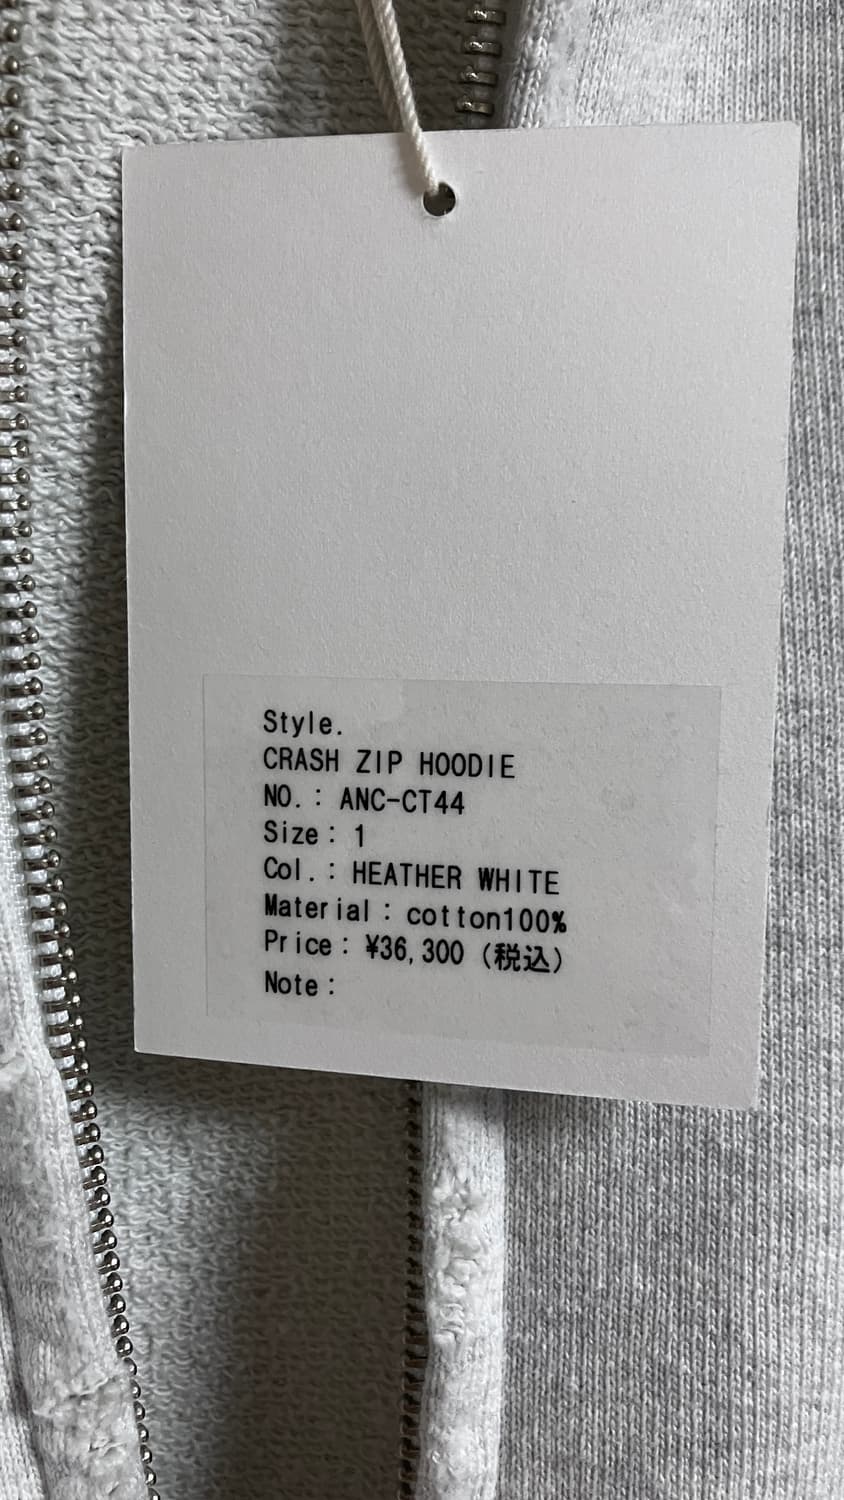 Style.
CRASH ZIP HOODIE
NO.: ANC-CT44
Size: 1
Col.: HEATHER WHITE
Material: cotton100%
Price: ¥36,300 (税込)
Note: